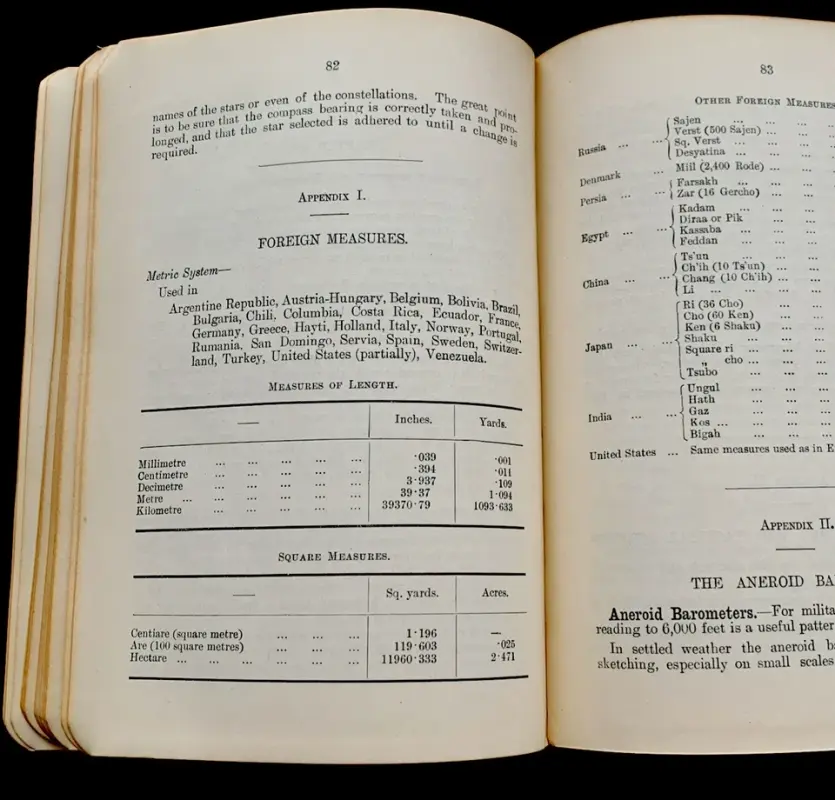 82
names of the stars or even of the constellations. The great point
is to be sure that the compass bearing is correctly taken and pro-
longed, and that the star selected is adhered to until a change is
required.
APPENDIX I.
FOREIGN MEASURES.
Metric System—
Used in
Argentine Republic, Austria-Hungary, Belgium, Bolivia, Brazil,
Bulgaria, Chili, Columbia, Costa Rica, Ecuador, France,
Germany, Greece, Hayti, Holland, Italy, Norway, Portugal,
Rumania, San Domingo, Servia, Spain, Sweden, Switzer-
land, Turkey, United States (partially), Venezuela.
MEASURES OF LENGTH.
— Inches. Yards.
Millimetre ... ... ... ... ... ·039 ·001
Centimetre ... ... ... ... ... ·394 ·011
Decimetre ... ... ... ... ... 3·937 ·109
Metre ... ... ... ... ... ... 39·37 1·094
Kilometre ... ... ... ... ... 39370·79 1093·633
SQUARE MEASURES.
— Sq. yards. Acres.
Centiare (square metre) ... ... ... 1·196 —
Are (100 square metres) ... ... ... 119·603 ·025
Hectare ... ... ... ... ... ... 11960·333 2·471
83
OTHER FOREIGN MEASURES
Russia ... ... Sajen ... ... ...
Verst (500 Sajen) ... ...
Sq. Verst ... ... ...
Desyatina ... ... ...
Denmark ... Miil (2,400 Rode) ... ...
Persia ... ... Farsakh ... ... ...
Zar (16 Gercho) ... ...
Egypt ... ... Kadam ... ... ...
Diraa or Pik ... ...
Kassaba ... ... ...
Feddan ... ...
China ... ... Ts'un ... ...
Ch'ih (10 Ts'un) ... ...
Chang (10 Ch'ih) ... ...
Li ... ... ... ...
Japan ... ... Ri (36 Cho) ... ...
Cho (60 Ken) ... ...
Ken (6 Shaku) ... ...
Shaku ... ... ...
Square ri ... ... ...
„ cho ... ... ...
Tsubo ... ... ...
India ... ... Ungul ... ... ...
Hath ... ... ...
Gaz ... ... ...
Kos ... ... ... ...
Bigah ... ... ...
United States ... Same measures used as in E
APPENDIX II.
THE ANEROID BA
Aneroid Barometers.—For milita
reading to 6,000 feet is a useful patter
In settled weather the aneroid ba
sketching, especially on small scales